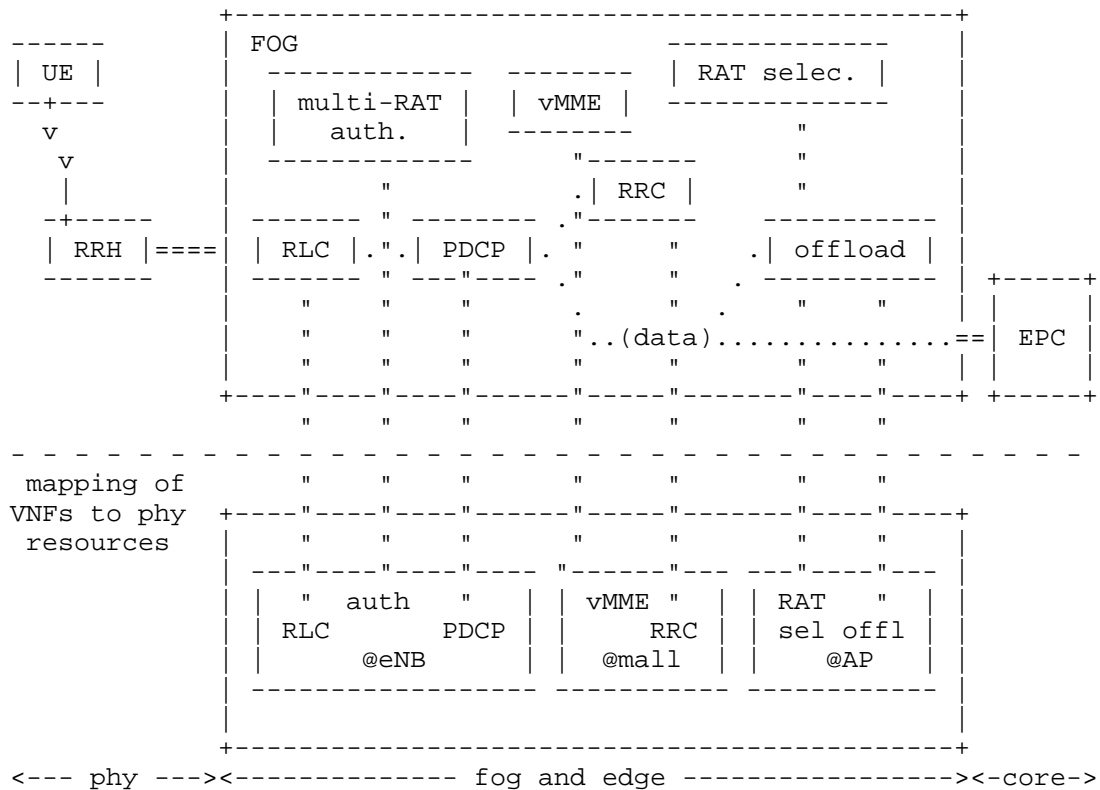 FOG
UE
RAT selec.
multi-RAT vMME
auth.
RRC
RRH RLC PDCP offload
(data) EPC
mapping of
VNFs to phy
resources
auth vMME RAT
RLC PDCP RRC sel offl
@eNB @mall @AP
<--- phy ---><------------- fog and edge ----------------><-core->